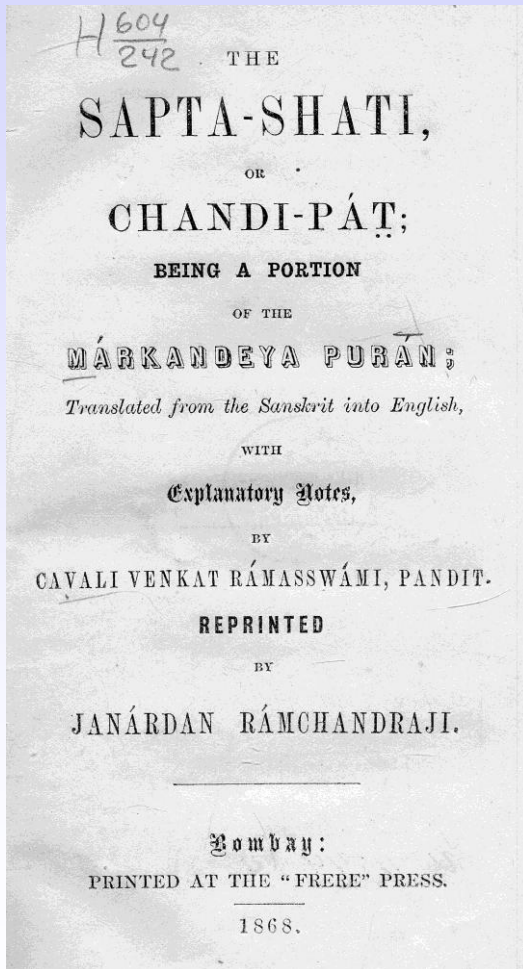 H 604
242
THE
SAPTA-SHATI,
OR
CHANDI-PÁṬ;
BEING A PORTION
OF THE
MÁRKANDEYA PURÁN;
Translated from the Sanskrit into English,
WITH
Explanatory Notes,
BY
CAVALI VENKAT RÁMASSWÁMI, PANDIT.
REPRINTED
BY
JANÁRDAN RÁMCHANDRAJI.
Bombay:
PRINTED AT THE "FRERE" PRESS.
1868.